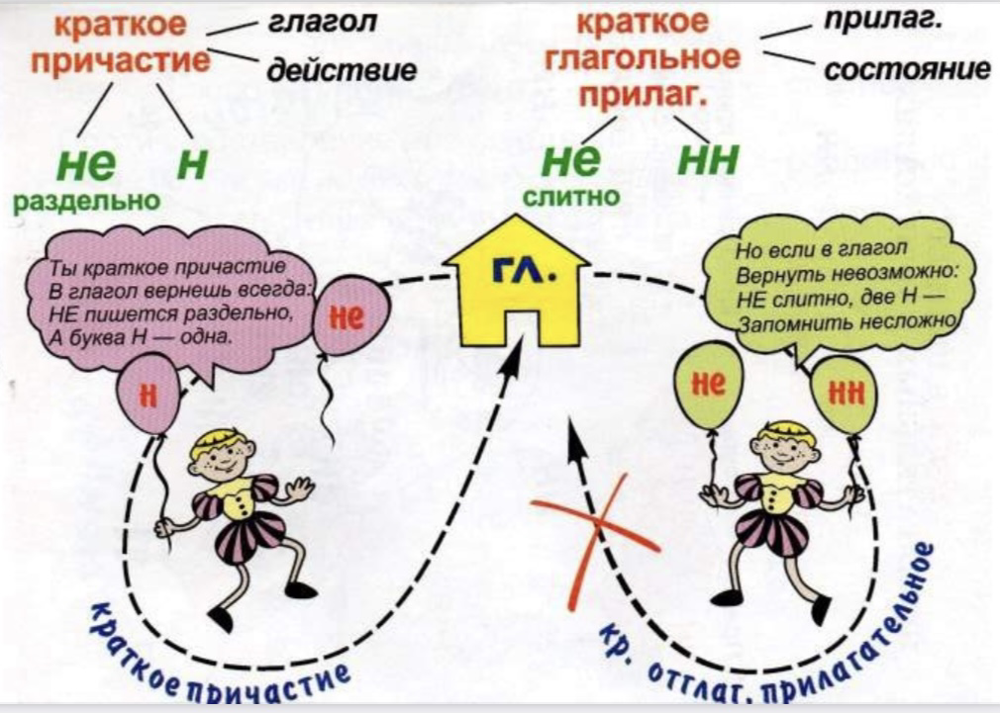 краткое
причастие
глагол
действие
не н
раздельно
краткое
глагольное
прилаг.
прилаг.
состояние
не нн
слитно
Ты краткое причастие
В глагол вернешь всегда:
НЕ пишется раздельно,
А буква Н — одна.
не
н
гл.
Но если в глагол
Вернуть невозможно:
НЕ слитно, две Н —
Запомнить несложно
не
нн
краткое причастие
кр. отглаг. прилагательное